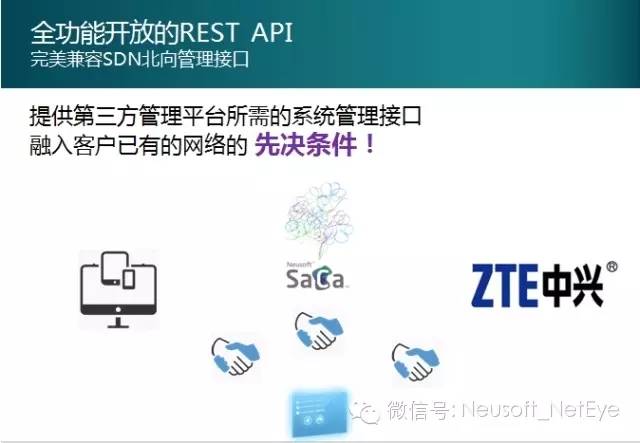 全功能开放的REST API
完美兼容SDN北向管理接口
提供第三方管理平台所需的系统管理接口
融入客户已有的网络的 先决条件！
Neusoft
SaCa™
ZTE中兴®
微信号: Neusoft_NetEye